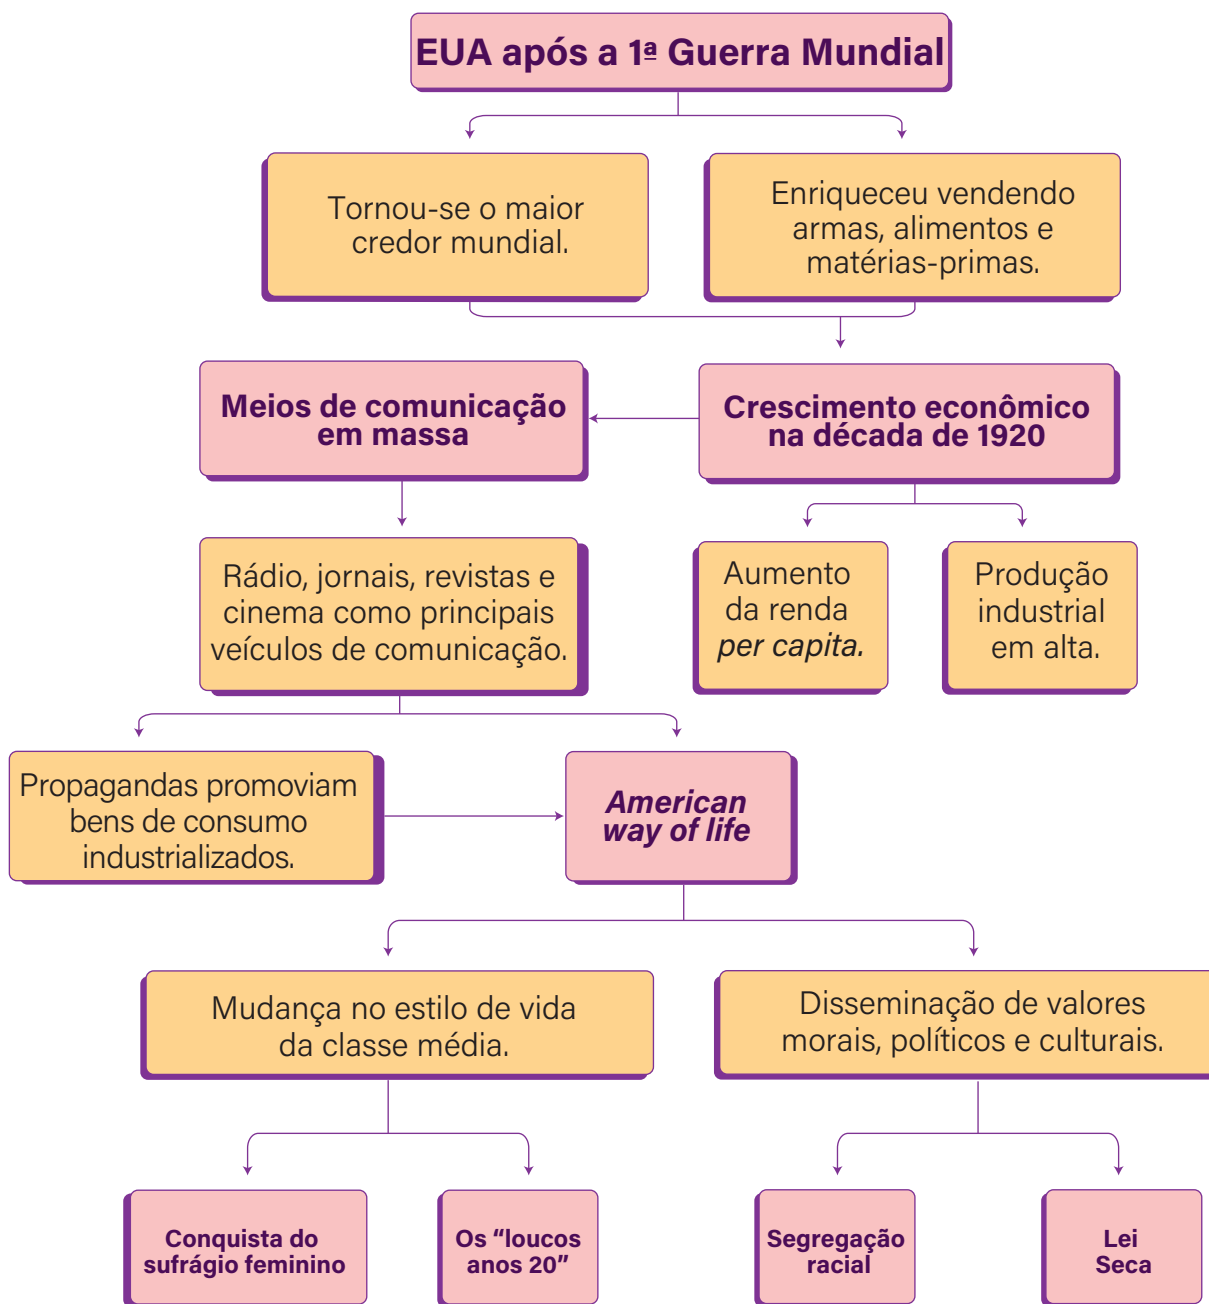 EUA após a 1ª Guerra Mundial
Tornou-se o maior
credor mundial.
Enriqueceu vendendo
armas, alimentos e
matérias-primas.
Meios de comunicação
em massa
Crescimento econômico
na década de 1920
Rádio, jornais, revistas e
cinema como principais
veículos de comunicação.
Aumento
da renda
per capita.
Produção
industrial
em alta.
Propagandas promoviam
bens de consumo
industrializados.
American
way of life
Mudança no estilo de vida
da classe média.
Disseminação de valores
morais, políticos e culturais.
Conquista do
sufrágio feminino
Os “loucos
anos 20”
Segregação
racial
Lei
Seca